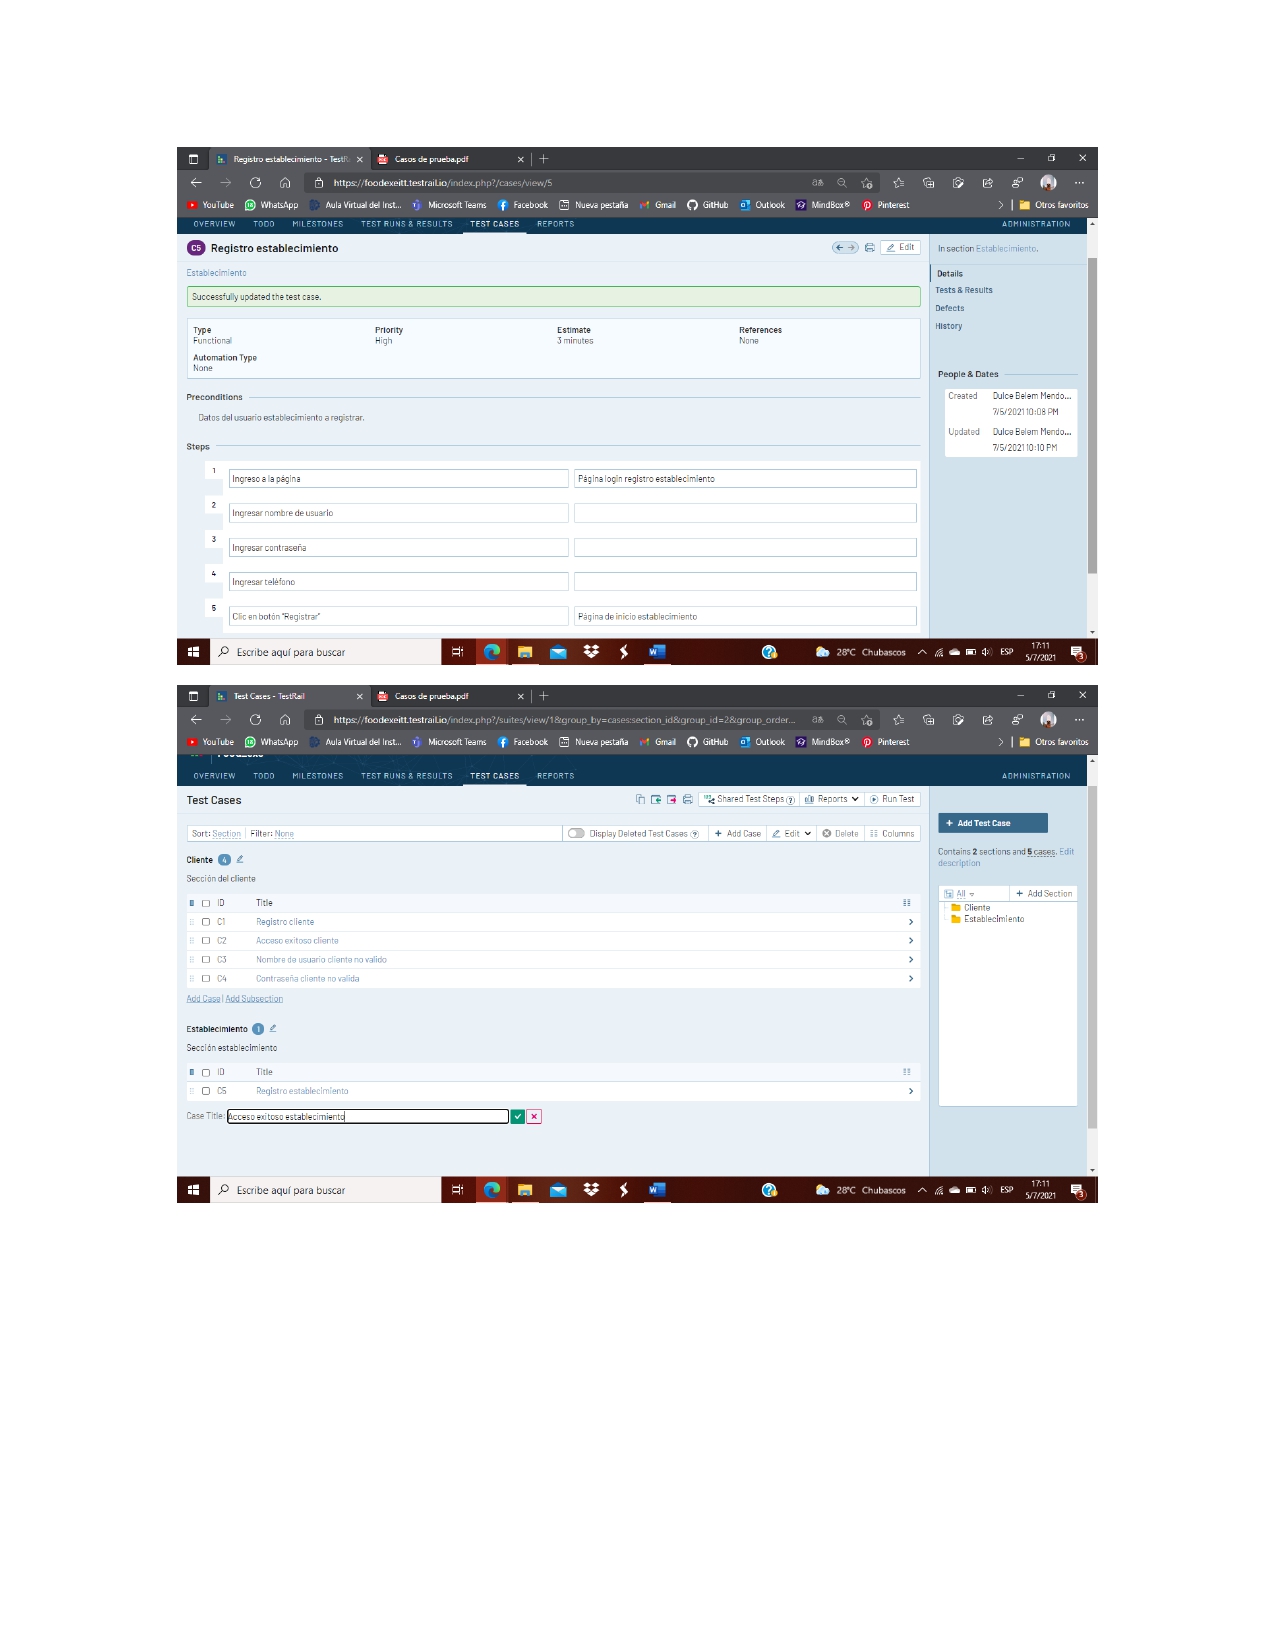 Registro establecimiento - TestR
Casos de prueba.pdf
https://foodexeitt.testrail.io/index.php?/cases/view/5
YouTube WhatsApp Aula Virtual del Inst... Microsoft Teams Facebook Nueva pestaña Gmail GitHub Outlook MindBox® Pinterest Otros favoritos
OVERVIEW TODO MILESTONES TEST RUNS & RESULTS TEST CASES REPORTS ADMINISTRATION
C5 Registro establecimiento Edit
In section Establecimiento.
Establecimiento
Details
Successfully updated the test case.
Tests & Results
Defects
History
Type Priority Estimate References
Functional High 3 minutes None
Automation Type
None
People & Dates
Created Dulce Belem Mendo...
7/5/2021 10:08 PM
Updated Dulce Belem Mendo...
7/5/2021 10:10 PM
Preconditions
Datos del usuario establecimiento a registrar.
Steps
1 Ingreso a la página Página login registro establecimiento
2 Ingresar nombre de usuario
3 Ingresar contraseña
4 Ingresar teléfono
5 Clic en botón "Registrar" Página de inicio establecimiento
Escribe aquí para buscar 28°C Chubascos ESP 17:11
5/7/2021 3
Test Cases - TestRail
Casos de prueba.pdf
https://foodexeitt.testrail.io/index.php?/suites/view/1&group_by=cases:section_id&group_id=2&group_order...
YouTube WhatsApp Aula Virtual del Inst... Microsoft Teams Facebook Nueva pestaña Gmail GitHub Outlook MindBox® Pinterest Otros favoritos
OVERVIEW TODO MILESTONES TEST RUNS & RESULTS TEST CASES REPORTS ADMINISTRATION
Test Cases Shared Test Steps Reports Run Test
+ Add Test Case
Sort: Section Filter: None Display Deleted Test Cases + Add Case Edit Delete Columns
Contains 2 sections and 5 cases. Edit
description
Cliente 4
Sección del cliente
All + Add Section
Cliente
Establecimiento
ID Title
C1 Registro cliente
C2 Acceso exitoso cliente
C3 Nombre de usuario cliente no valido
C4 Contraseña cliente no valida
Add Case | Add Subsection
Establecimiento 1
Sección establecimiento
ID Title
C5 Registro establecimiento
Case Title: Acceso exitoso establecimiento
Escribe aquí para buscar 28°C Chubascos ESP 17:11
5/7/2021 3